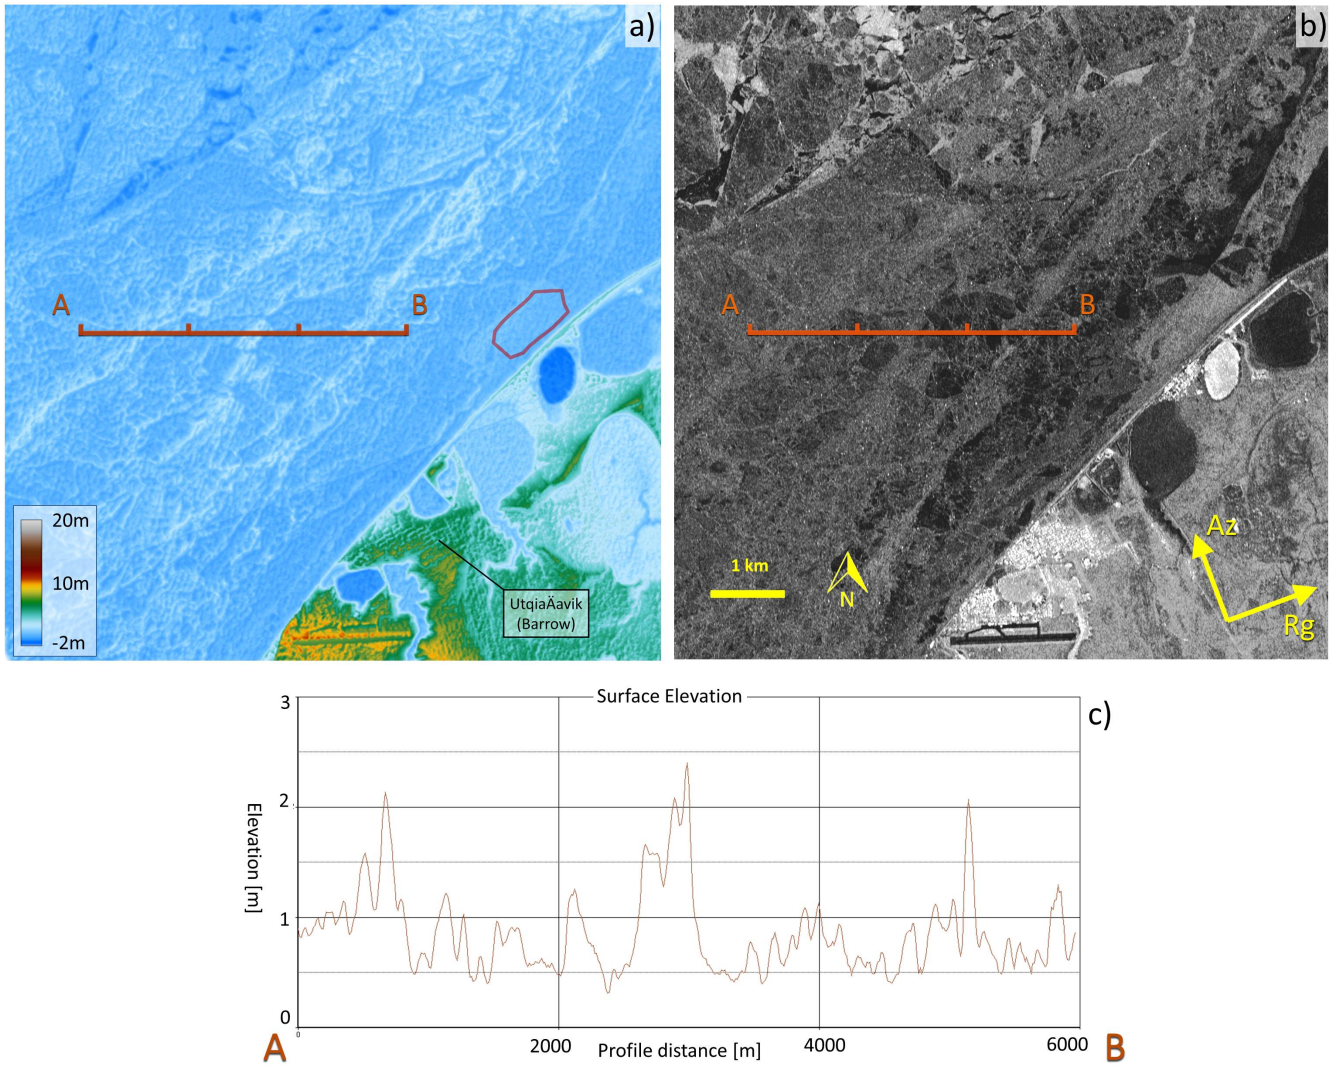 a)
b)
A
B
A
B
20m
10m
-2m
UtqiaÄavik
(Barrow)
1 km
N
Az
Rg
Surface Elevation
c)
3
2
1
0
Elevation [m]
0
2000
4000
6000
Profile distance [m]
A
B